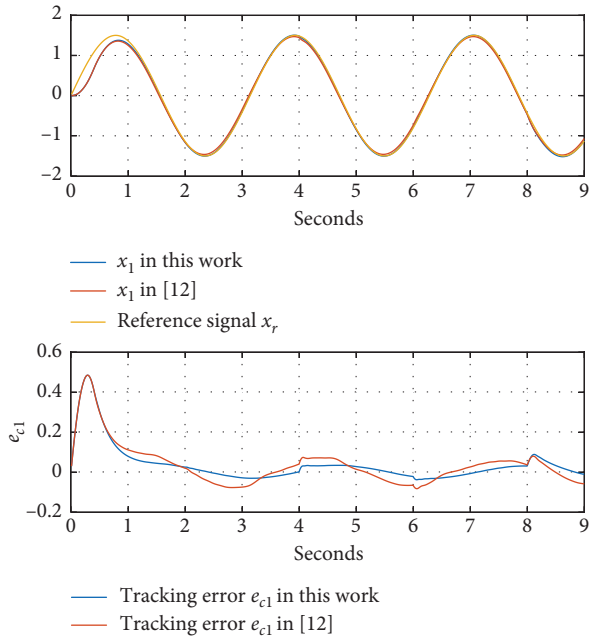 2
1
0
−1
−2
0 1 2 3 4 5 6 7 8 9
Seconds
x1 in this work
x1 in [12]
Reference signal xr
0.6
0.4
0.2
0
−0.2
ec1
0 1 2 3 4 5 6 7 8 9
Seconds
Tracking error ec1 in this work
Tracking error ec1 in [12]